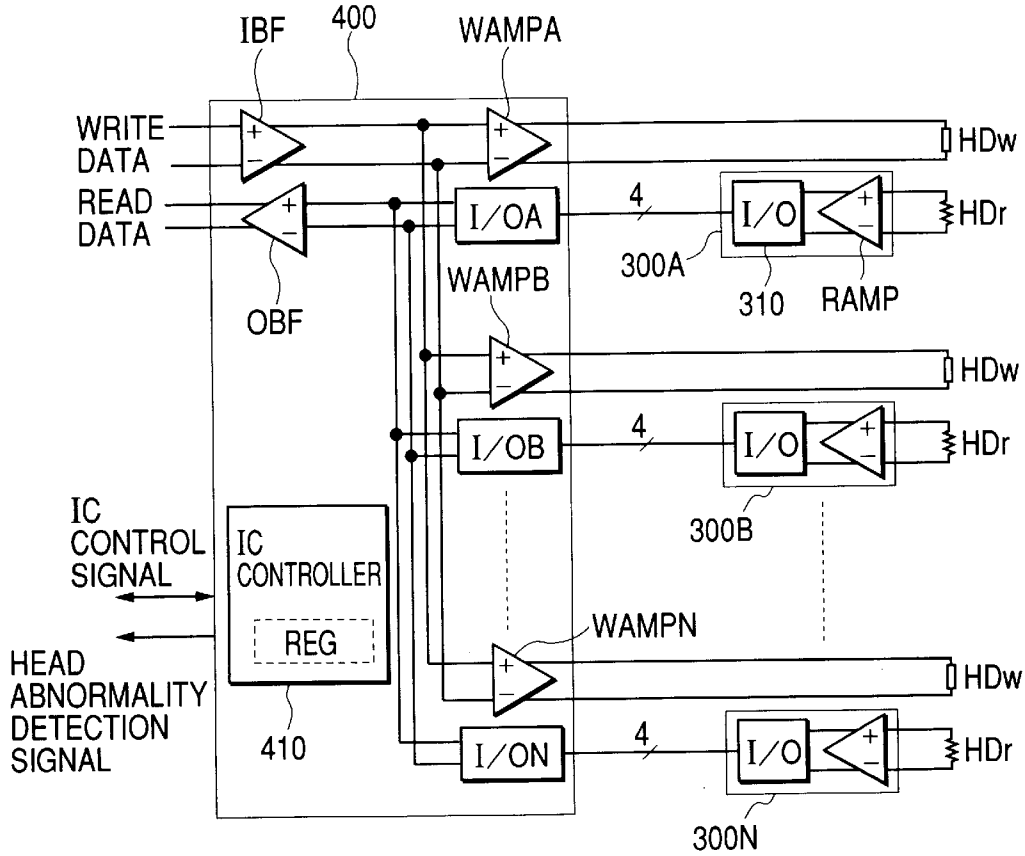 IBF
400
WAMPA
WRITE
DATA
+
−
+
−
HDw
READ
DATA
+
−
I/OA
4
I/O
+
−
HDr
300A
310
RAMP
OBF
WAMPB
+
−
HDw
I/OB
4
I/O
+
−
HDr
300B
IC
CONTROL
SIGNAL
IC
CONTROLLER
REG
HEAD
ABNORMALITY
DETECTION
SIGNAL
410
WAMPN
+
−
HDw
I/ON
4
I/O
+
−
HDr
300N